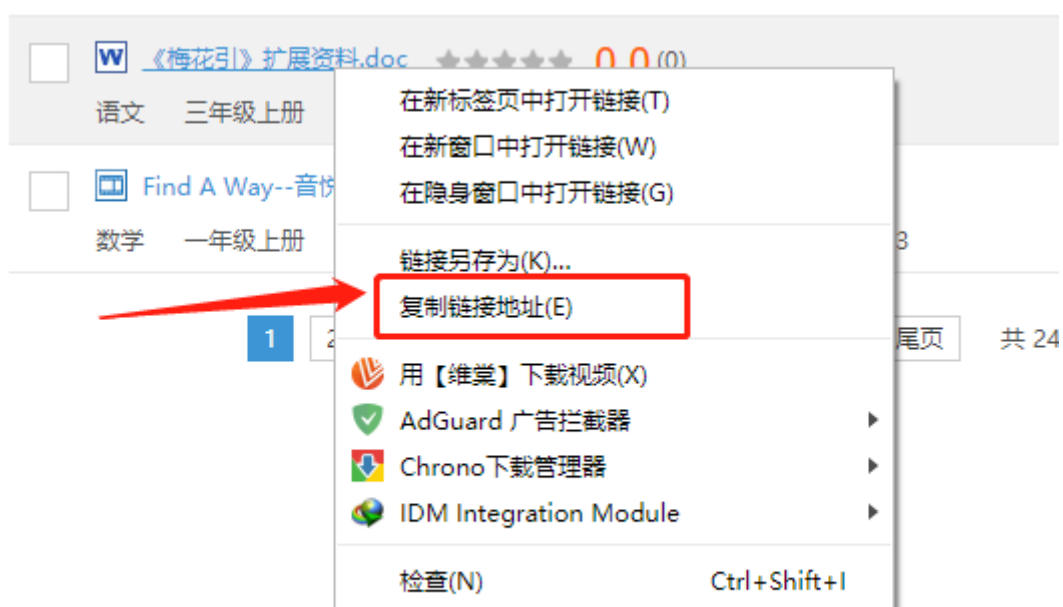 《梅花引》扩展资料.doc 0.0 (0)
语文 三年级上册
在新标签页中打开链接(T)
在新窗口中打开链接(W)
Find A Way--音悦
在隐身窗口中打开链接(G)
数学 一年级上册
链接另存为(K)...
复制链接地址(E)
1 尾页 共 24
用【维棠】下载视频(X)
AdGuard 广告拦截器
Chrono下载管理器
IDM Integration Module
检查(N) Ctrl+Shift+I